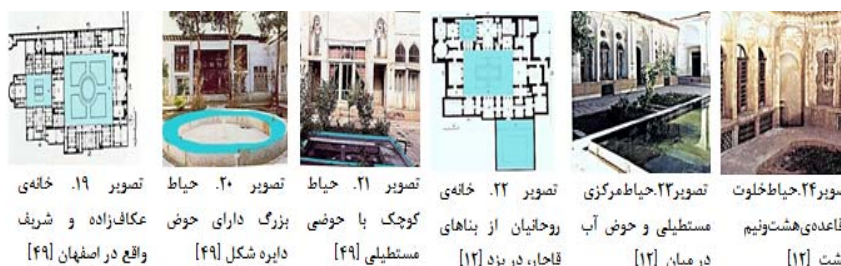 تصویر ۱۹. خانه‌ی
عکاف‌زاده و شریف
واقع در اصفهان [۴۹]
تصویر ۲۰. حیاط
بزرگ دارای حوض
دایره شکل [۴۹]
تصویر ۲۱. حیاط
کوچک با حوضی
مستطیلی [۴۹]
تصویر ۲۲. خانه‌ی
روحانیان از بناهای
قاجار، در یزد [۱۲]
تصویر۲۳.حیاط‌مرکزی
مستطیلی و حوض آب
در میان [۱۲]
صویر۲۴.حیاط‌خلوت
قاعده‌ی‌هشت‌ونیم
شت [۱۲]